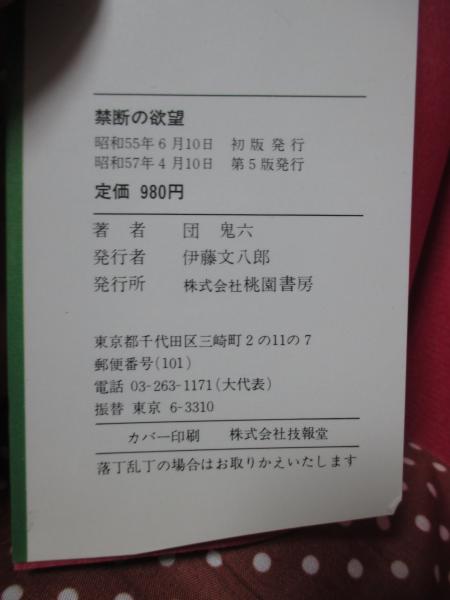 禁断の欲望
昭和55年6月10日 初版発行
昭和57年4月10日 第5版発行
定価 980円
著者 団 鬼六
発行者 伊藤文八郎
発行所 株式会社桃園書房
東京都千代田区三崎町2の11の7
郵便番号(101)
電話 03-263-1171(大代表)
振替 東京 6-3310
カバー印刷 株式会社技報堂
落丁乱丁の場合はお取りかえいたします